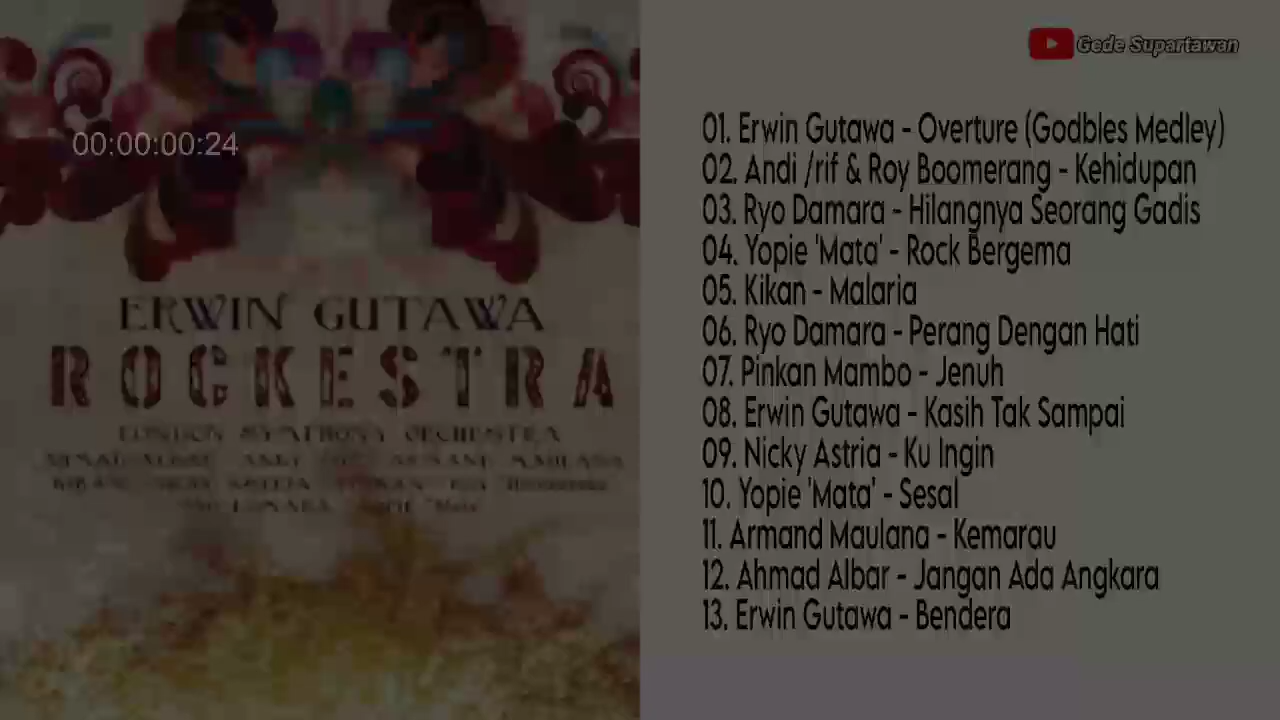 00:00:00:24
ERWIN GUTAWA
ROCKESTRA
LONDON SYMPHONY ORCHESTRA
Gede Supartawan
01. Erwin Gutawa - Overture (Godbles Medley)
02. Andi /rif & Roy Boomerang - Kehidupan
03. Ryo Damara - Hilangnya Seorang Gadis
04. Yopie 'Mata' - Rock Bergema
05. Kikan - Malaria
06. Ryo Damara - Perang Dengan Hati
07. Pinkan Mambo - Jenuh
08. Erwin Gutawa - Kasih Tak Sampai
09. Nicky Astria - Ku Ingin
10. Yopie 'Mata' - Sesal
11. Armand Maulana - Kemarau
12. Ahmad Albar - Jangan Ada Angkara
13. Erwin Gutawa - Bendera